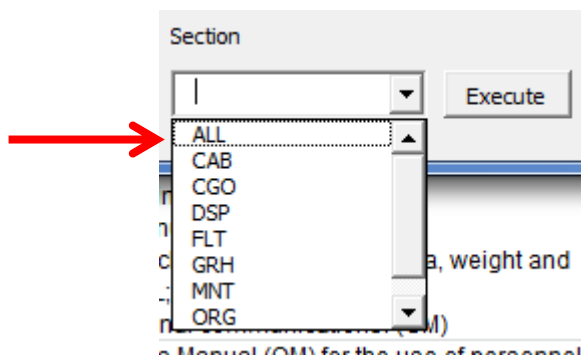 Section
Execute
ALL
CAB
CGO
DSP
FLT
GRH
MNT
ORG
a, weight and
s Manual (OM) for the use of personnel